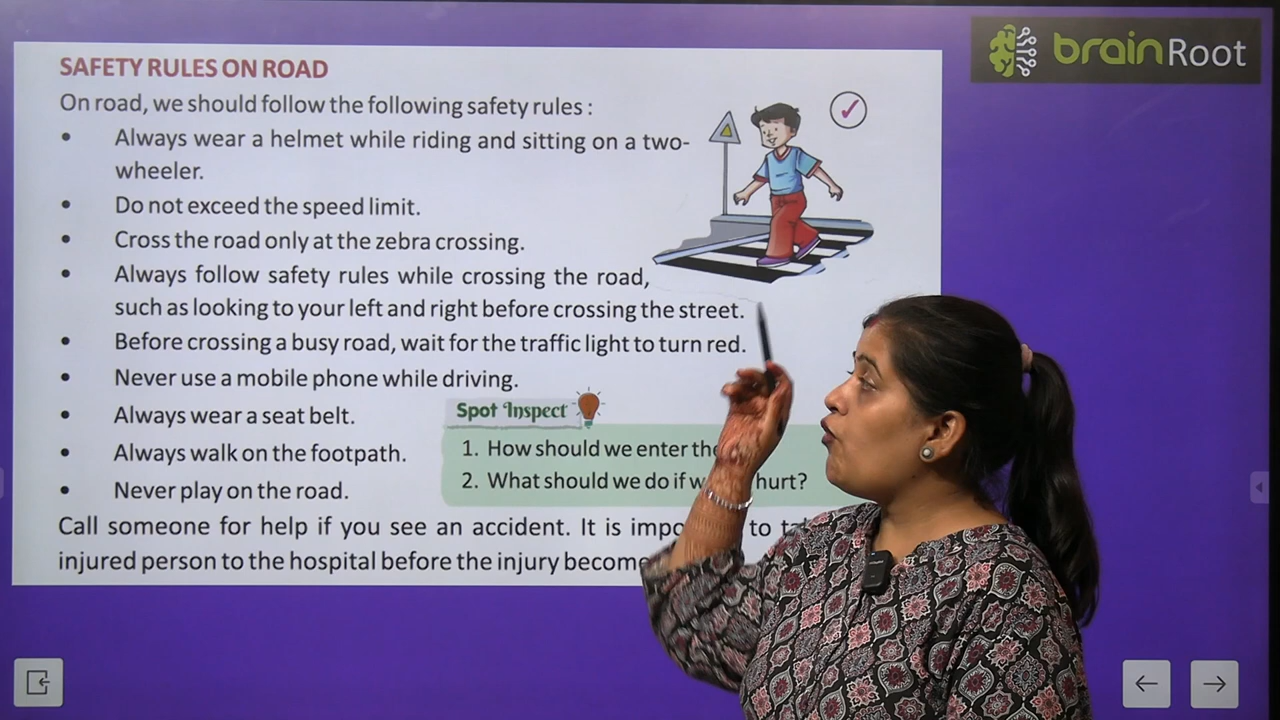 brainRoot
SAFETY RULES ON ROAD
On road, we should follow the following safety rules :
• Always wear a helmet while riding and sitting on a two-
wheeler.
• Do not exceed the speed limit.
• Cross the road only at the zebra crossing.
• Always follow safety rules while crossing the road,
such as looking to your left and right before crossing the street.
• Before crossing a busy road, wait for the traffic light to turn red.
• Never use a mobile phone while driving.
• Always wear a seat belt.
• Always walk on the footpath.
• Never play on the road.
Spot Inspect
1. How should we enter
2. What should we do if hurt?
Call someone for help if you see an accident. It is to
injured person to the hospital before the injury